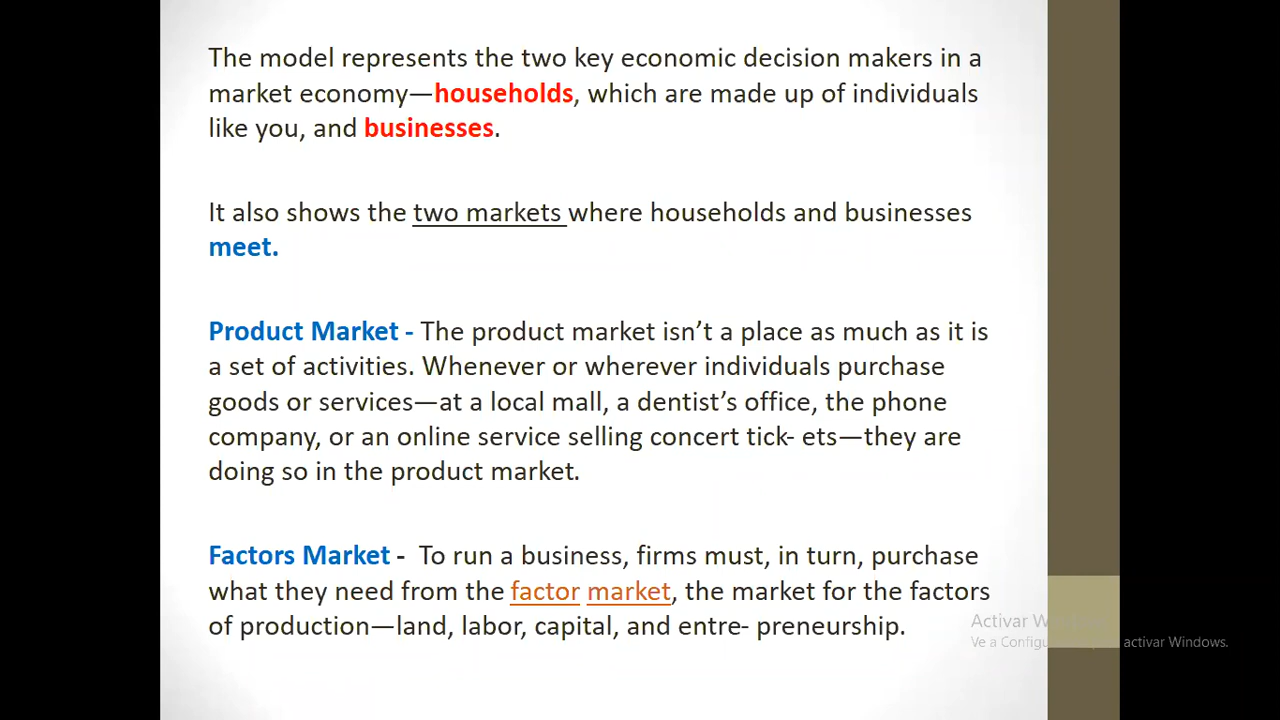 The model represents the two key economic decision makers in a
market economy—households, which are made up of individuals
like you, and businesses.
It also shows the two markets where households and businesses
meet.
Product Market - The product market isn’t a place as much as it is
a set of activities. Whenever or wherever individuals purchase
goods or services—at a local mall, a dentist’s office, the phone
company, or an online service selling concert tick- ets—they are
doing so in the product market.
Factors Market - To run a business, firms must, in turn, purchase
what they need from the factor market, the market for the factors
of production—land, labor, capital, and entre- preneurship.
Activar
Ve a activar Windows.